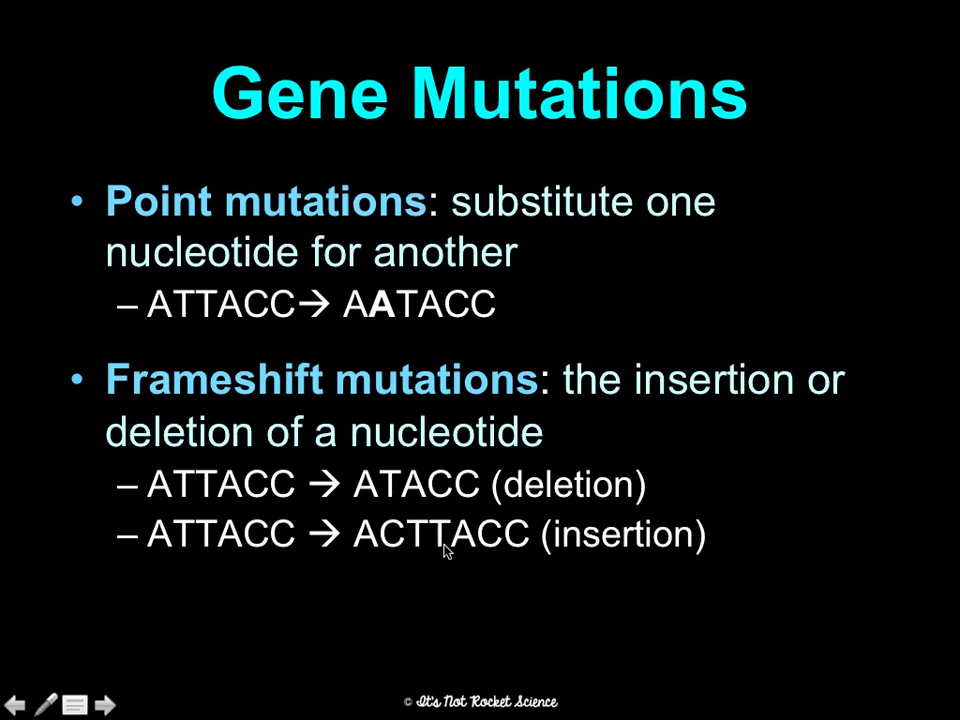 Gene Mutations
• Point mutations: substitute one
nucleotide for another
– ATTACC→ AATACC
• Frameshift mutations: the insertion or
deletion of a nucleotide
– ATTACC → ATACC (deletion)
– ATTACC → ACTTACC (insertion)
© It's Not Rocket Science